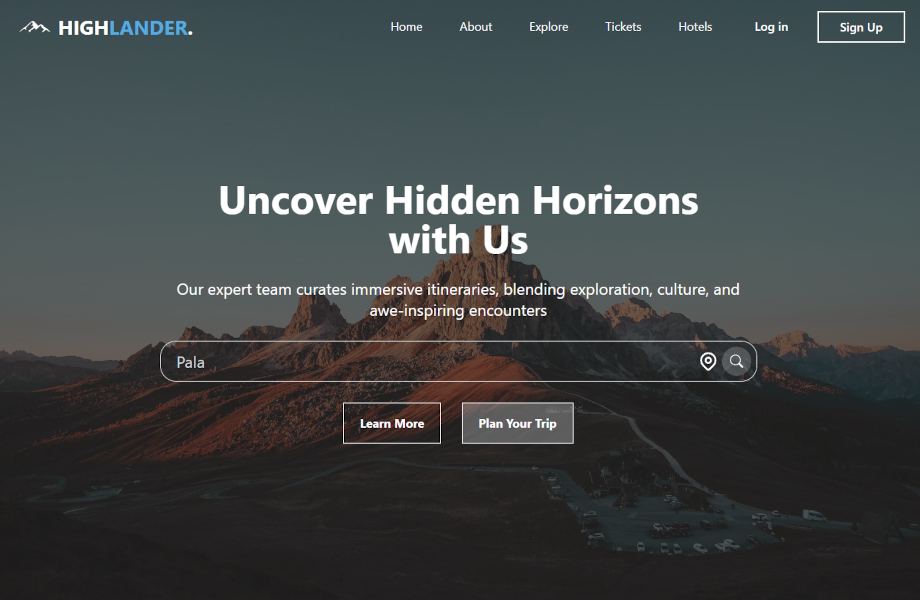 HIGHLANDER.
Home
About
Explore
Tickets
Hotels
Log in
Sign Up
Uncover Hidden Horizons
with Us
Our expert team curates immersive itineraries, blending exploration, culture, and
awe-inspiring encounters
Pala
Learn More
Plan Your Trip